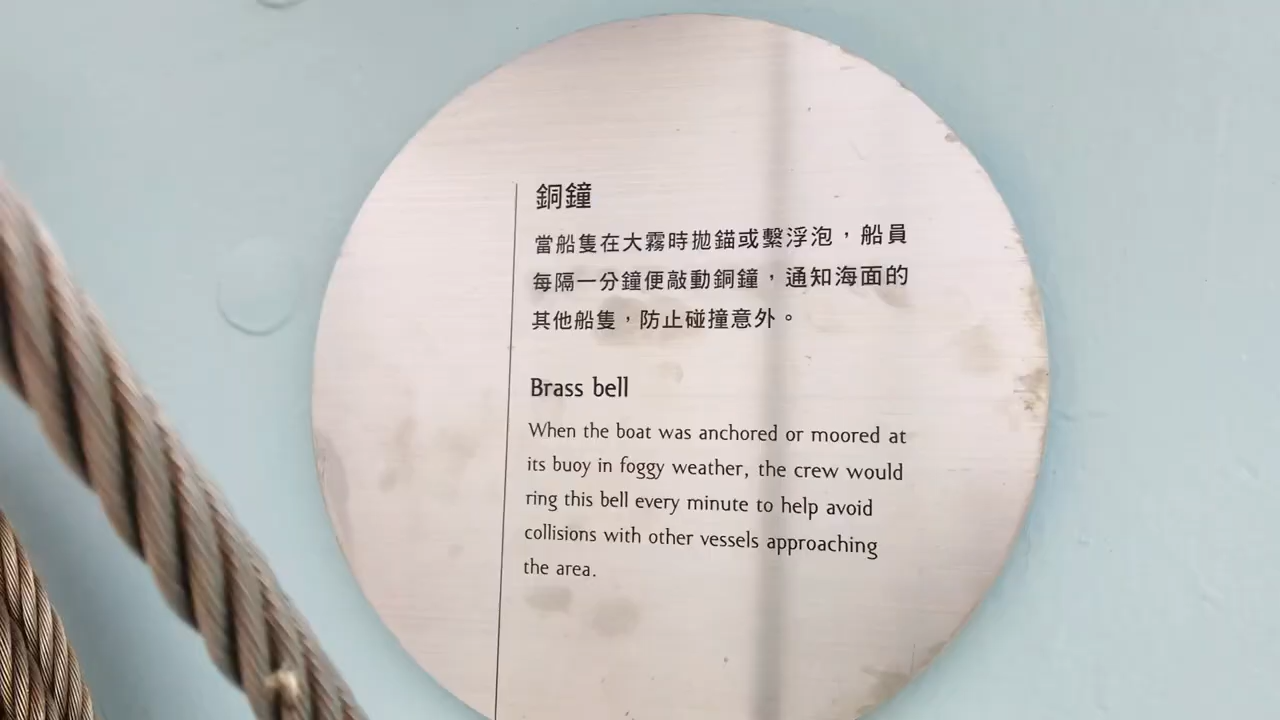 銅鐘
當船隻在大霧時拋錨或繫浮泡，船員
每隔一分鐘便敲動銅鐘，通知海面的
其他船隻，防止碰撞意外。
Brass bell
When the boat was anchored or moored at
its buoy in foggy weather, the crew would
ring this bell every minute to help avoid
collisions with other vessels approaching
the area.